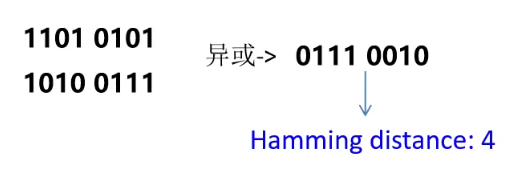 1101 0101
1010 0111
异或-> 0111 0010
Hamming distance: 4